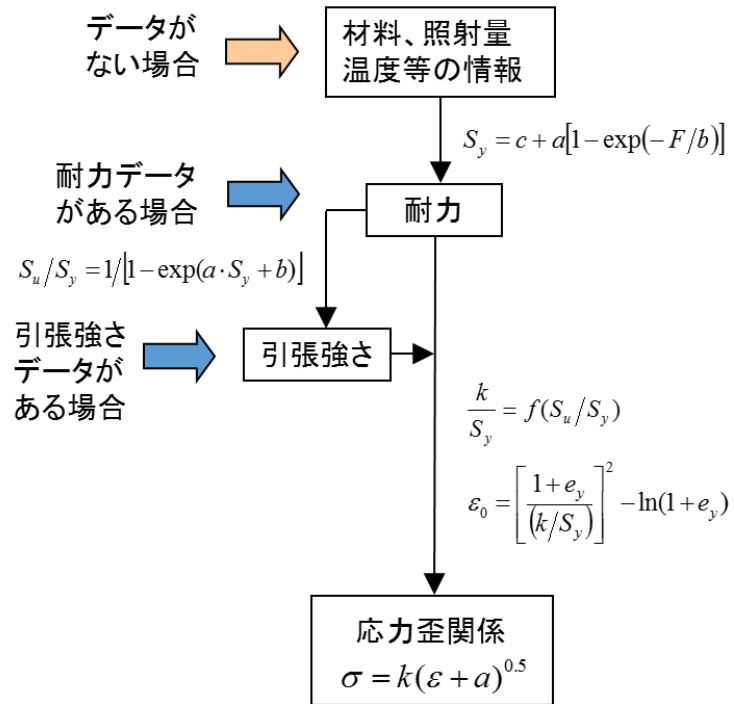 データが
ない場合
材料、照射量
温度等の情報
S_y = c + a[1 − exp(−F/b)]
耐力データ
がある場合
耐力
S_u/S_y = 1/[1 − exp(a·S_y + b)]
引張強さ
データが
ある場合
引張強さ
k/S_y = f(S_u/S_y)
ε_0 = [(1 + e_y)/(k/S_y)]^2 − ln(1 + e_y)
応力歪関係
σ = k(ε + a)^0.5